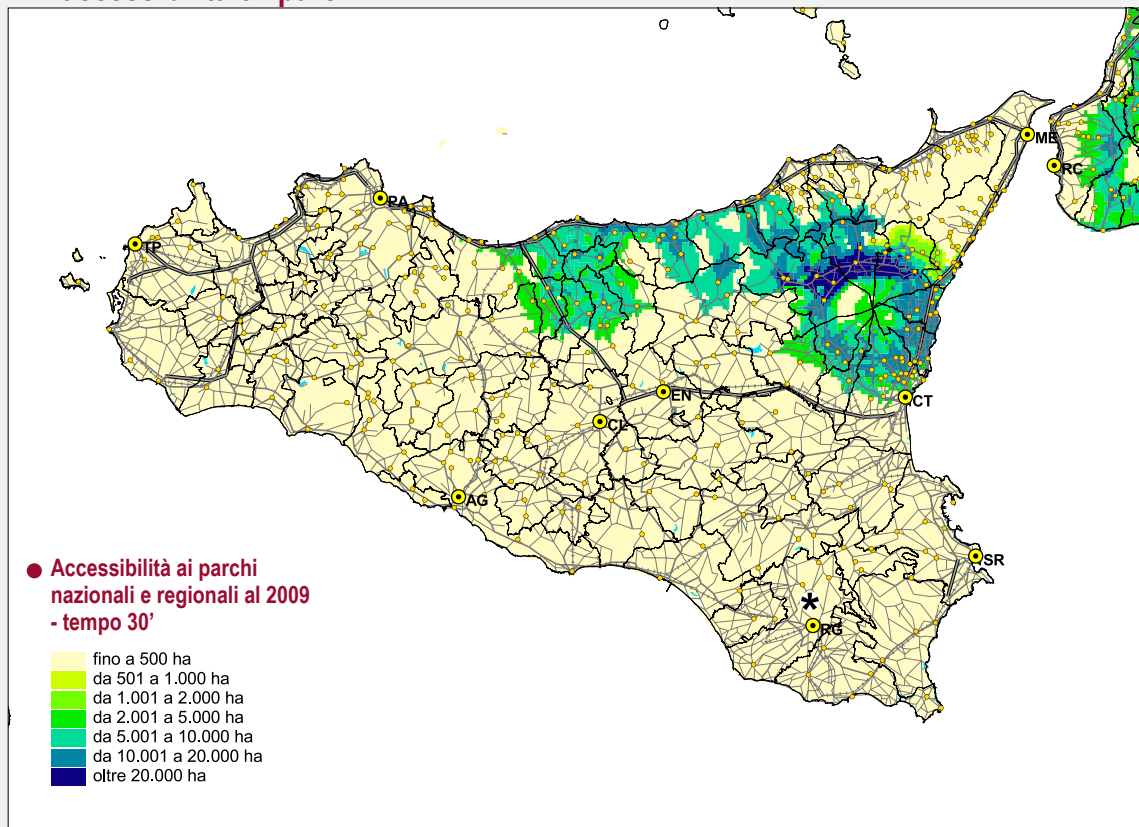 ME
RC
PA
TP
EN
CT
CL
AG
SR
*
RG
● Accessibilità ai parchi
nazionali e regionali al 2009
- tempo 30’
fino a 500 ha
da 501 a 1.000 ha
da 1.001 a 2.000 ha
da 2.001 a 5.000 ha
da 5.001 a 10.000 ha
da 10.001 a 20.000 ha
oltre 20.000 ha